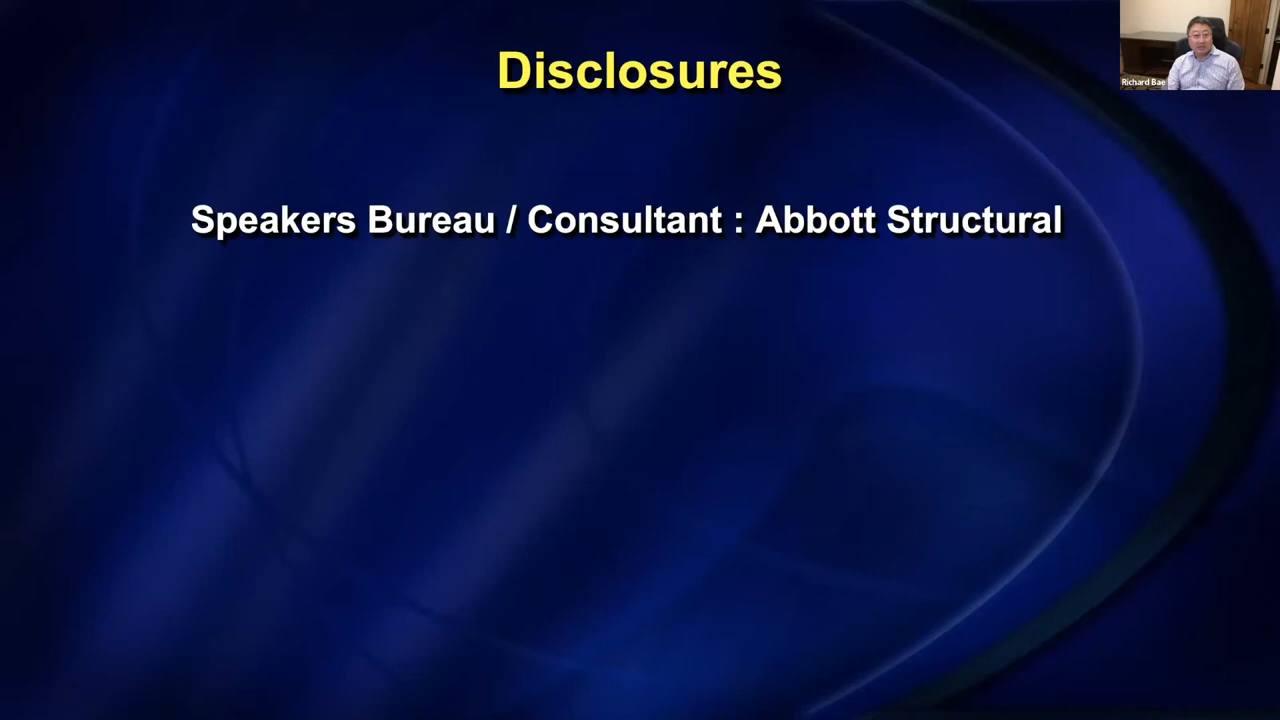 Disclosures
Speakers Bureau / Consultant : Abbott Structural
Richard Bae